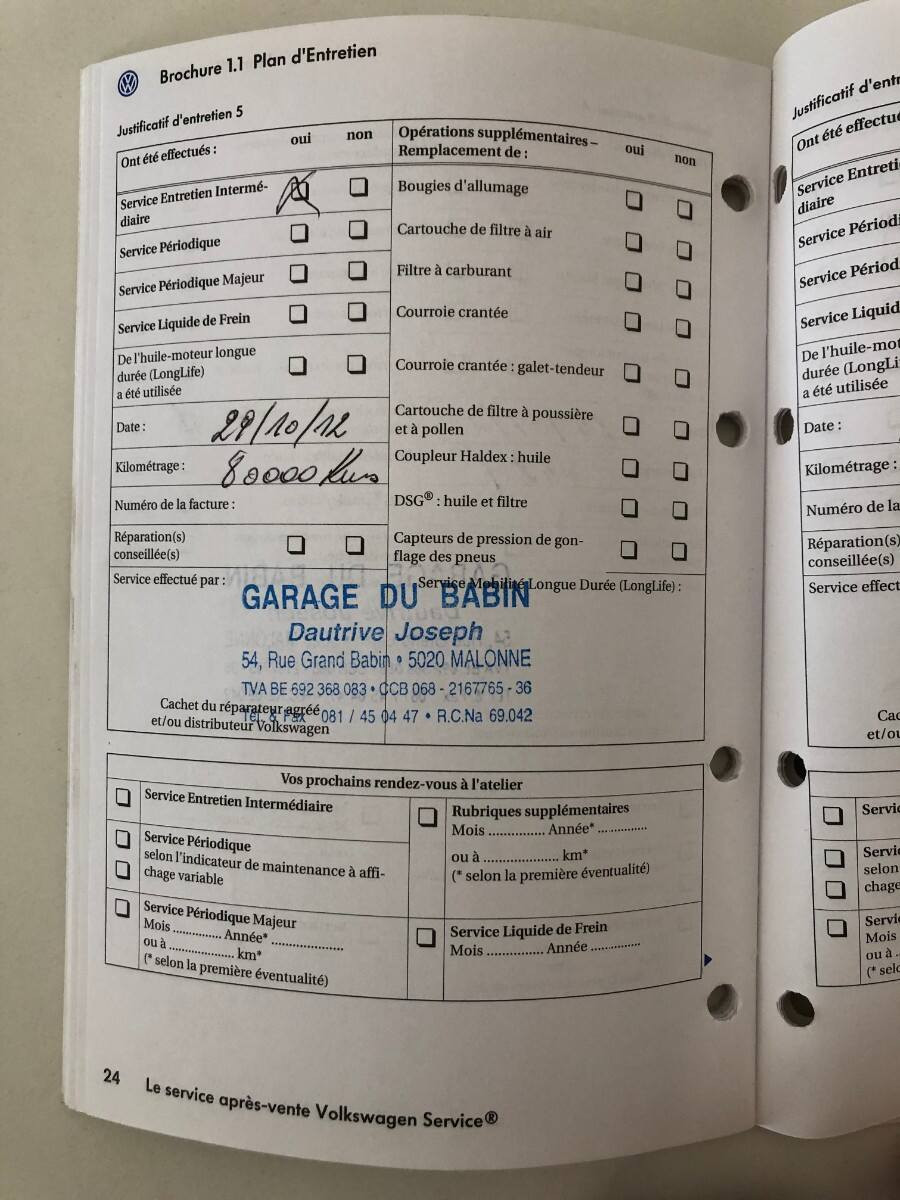 Brochure 1.1 Plan d'Entretien
Justificatif d'entretien 5
Ont été effectués :
oui
non
Service Entretien Intermé-
diaire
Service Périodique
Service Périodique Majeur
Service Liquide de Frein
De l'huile-moteur longue
durée (LongLife)
a été utilisée
Date :
29/10/12
Kilométrage :
80000 Kms
Numéro de la facture :
Réparation(s)
conseillée(s)
Service effectué par :
Opérations supplémentaires –
Remplacement de :
oui
non
Bougies d'allumage
Cartouche de filtre à air
Filtre à carburant
Courroie crantée
Courroie crantée : galet-tendeur
Cartouche de filtre à poussière
et à pollen
Coupleur Haldex : huile
DSG® : huile et filtre
Capteurs de pression de gon-
flage des pneus
Service Mobilité Longue Durée (LongLife) :
GARAGE DU BABIN
Dautrive Joseph
54, Rue Grand Babin • 5020 MALONNE
TVA BE 692 368 083 • CCB 068 - 2167765 - 36
Tél. & Fax 081 / 45 04 47 • R.C.Na 69.042
Cachet du réparateur agréé
et/ou distributeur Volkswagen
Vos prochains rendez-vous à l'atelier
Service Entretien Intermédiaire
Service Périodique
selon l'indicateur de maintenance à affi-
chage variable
Service Périodique Majeur
Mois .............. Année* .....................
ou à ................... km*
(* selon la première éventualité)
Rubriques supplémentaires
Mois ................ Année* ..............
ou à ...................... km*
(* selon la première éventualité)
Service Liquide de Frein
Mois ................ Année ..............
24
Le service après-vente Volkswagen Service®
Justificatif d'entr
Ont été effectu
Service Entreti
diaire
Service Périodi
Service Périod
Service Liquid
De l'huile-mot
durée (LongLi
a été utilisée
Date :
Kilométrage :
Numéro de la
Réparation(s)
conseillée(s)
Service effect
Cac
et/ou
Servi
Servi
selon
chage
Servi
Mois
ou à ..
(* selo